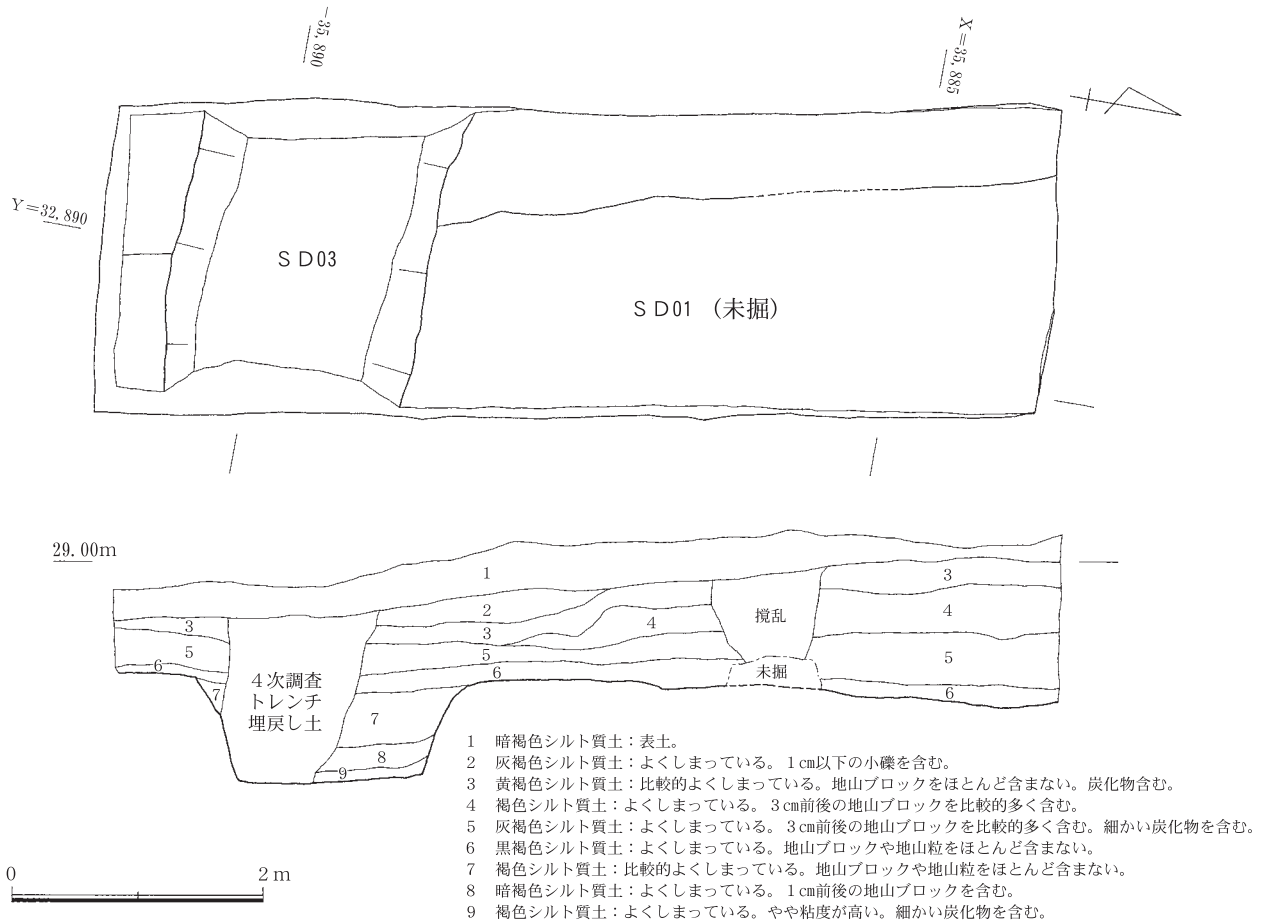 -35,890
X=35,885
Y=32,890
SD03
SD01 (未掘)
29.00m
1
2
3
4
5
6
3
5
6
7
4次調査
トレンチ
埋戻し土
7
8
9
撹乱
未掘
3
4
5
6
1 暗褐色シルト質土：表土。
2 灰褐色シルト質土：よくしまっている。1cm以下の小礫を含む。
3 黄褐色シルト質土：比較的よくしまっている。地山ブロックをほとんど含まない。炭化物含む。
4 褐色シルト質土：よくしまっている。3cm前後の地山ブロックを比較的多く含む。
5 灰褐色シルト質土：よくしまっている。3cm前後の地山ブロックを比較的多く含む。細かい炭化物を含む。
6 黒褐色シルト質土：よくしまっている。地山ブロックや地山粒をほとんど含まない。
7 褐色シルト質土：比較的よくしまっている。地山ブロックや地山粒をほとんど含まない。
8 暗褐色シルト質土：よくしまっている。1cm前後の地山ブロックを含む。
9 褐色シルト質土：よくしまっている。やや粘度が高い。細かい炭化物を含む。
0 2m